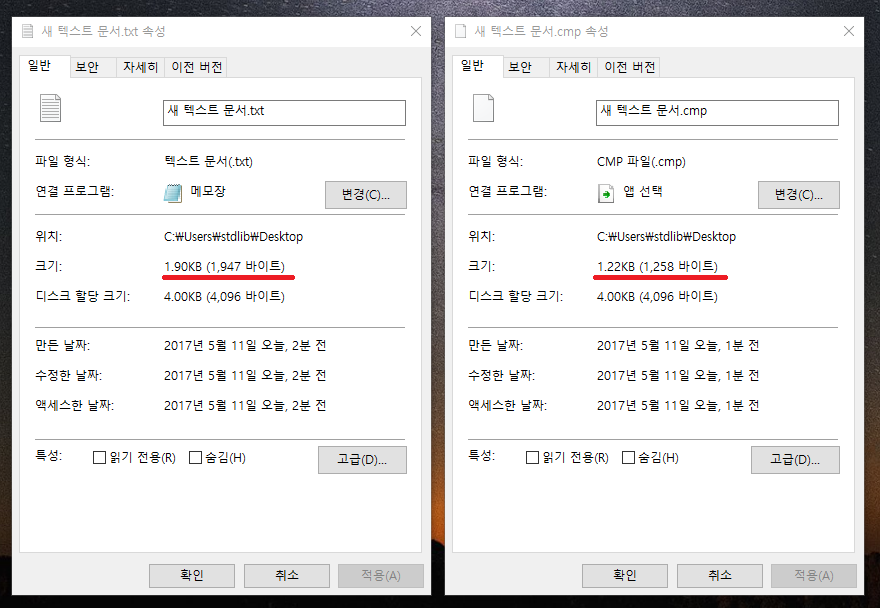 새 텍스트 문서.txt 속성
일반 보안 자세히 이전 버전
새 텍스트 문서.txt
파일 형식: 텍스트 문서(.txt)
연결 프로그램: 메모장 변경(C)...
위치: C:₩Users₩stdlib₩Desktop
크기: 1.90KB (1,947 바이트)
디스크 할당 크기: 4.00KB (4,096 바이트)
만든 날짜: 2017년 5월 11일 오늘, 2분 전
수정한 날짜: 2017년 5월 11일 오늘, 2분 전
액세스한 날짜: 2017년 5월 11일 오늘, 2분 전
특성: 읽기 전용(R) 숨김(H) 고급(D)...
확인 취소 적용(A)
새 텍스트 문서.cmp 속성
일반 보안 자세히 이전 버전
새 텍스트 문서.cmp
파일 형식: CMP 파일(.cmp)
연결 프로그램: 앱 선택 변경(C)...
위치: C:₩Users₩stdlib₩Desktop
크기: 1.22KB (1,258 바이트)
디스크 할당 크기: 4.00KB (4,096 바이트)
만든 날짜: 2017년 5월 11일 오늘, 1분 전
수정한 날짜: 2017년 5월 11일 오늘, 1분 전
액세스한 날짜: 2017년 5월 11일 오늘, 1분 전
특성: 읽기 전용(R) 숨김(H) 고급(D)...
확인 취소 적용(A)